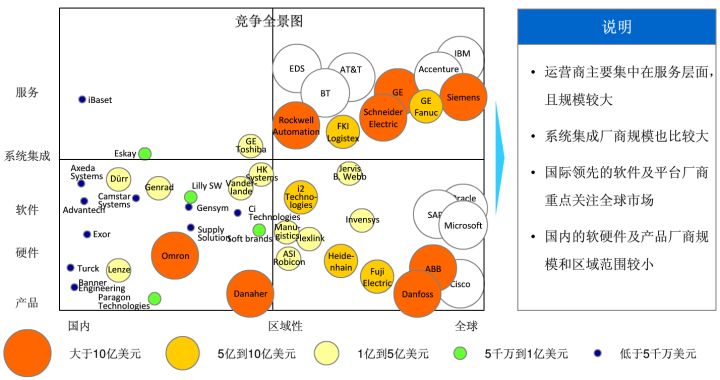 竞争全景图
说明
服务
系统集成
软件
硬件
产品
iBaset
EDS
AT&T
IBM
Accenture
BT
GE
Siemens
GE
Fanuc
Schneider
Electric
Rockwell
Automation
FKI
Logistex
GE
Toshiba
Eskay
Axeda
Systems
Dürr
Genrad
Lilly SW
HK
Systems
Vander
lande
Jervis
B. Webb
Camstar
Systems
Advantech
Gensym
Ci
Technologies
i2
Techno-
logies
Invensys
SAP
Oracle
Microsoft
Exor
Supply
Solution
Soft brands
Manu-
gistics
Plexlink
Omron
ASI
Robicon
Heide-
nhain
Turck
Lenze
Banner
Engineering
Fuji
Electric
ABB
Cisco
Paragon
Technologies
Danaher
Danfoss
国内
区域性
全球
• 运营商主要集中在服务层面,
且规模较大
• 系统集成厂商规模也比较大
• 国际领先的软件及平台厂商
重点关注全球市场
• 国内的软硬件及产品厂商规
模和区域范围较小
大于10亿美元
5亿到10亿美元
1亿到5亿美元
5千万到1亿美元
低于5千万美元